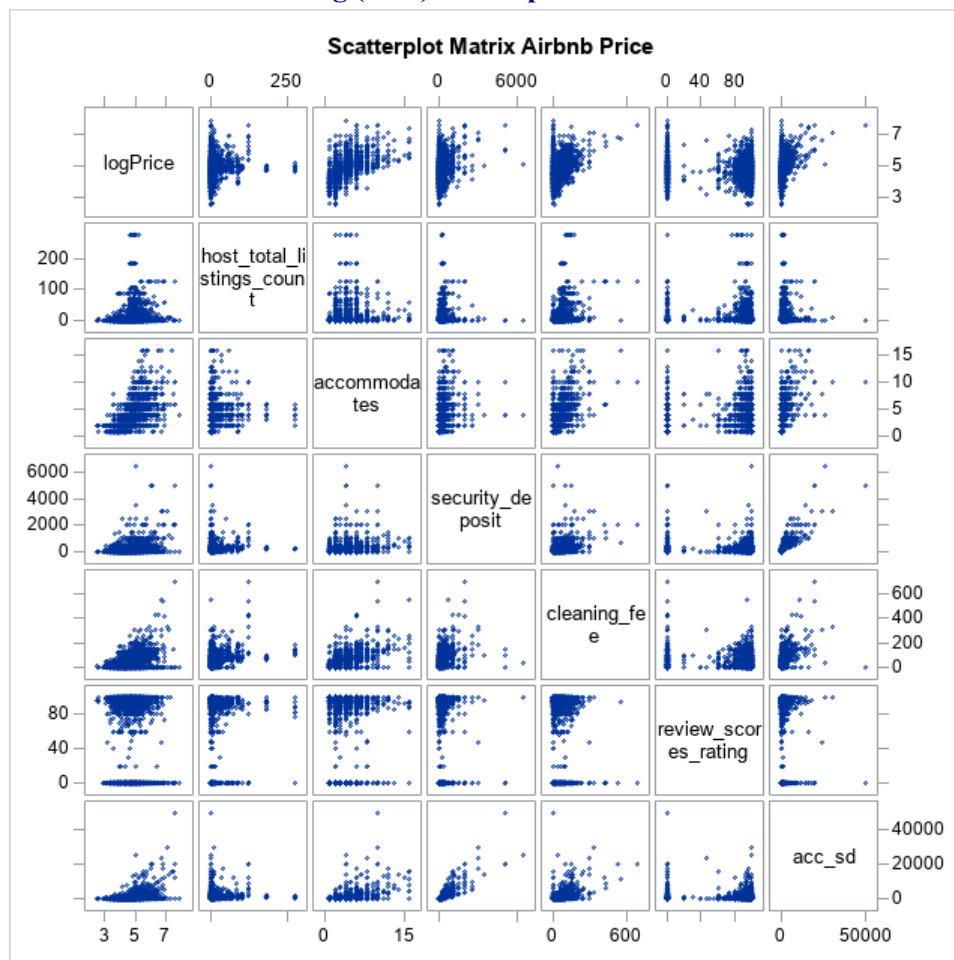 Scatterplot Matrix Airbnb Price
0 250 0 6000 0 40 80
logPrice
7
5
3
host_total_li
stings_coun
t
200
100
0
accommoda
tes
15
10
5
0
6000
4000
2000
0
security_de
posit
cleaning_fe
e
600
400
200
0
80
40
0
review_scor
es_rating
acc_sd
40000
20000
0
3 5 7 0 15 0 600 0 50000